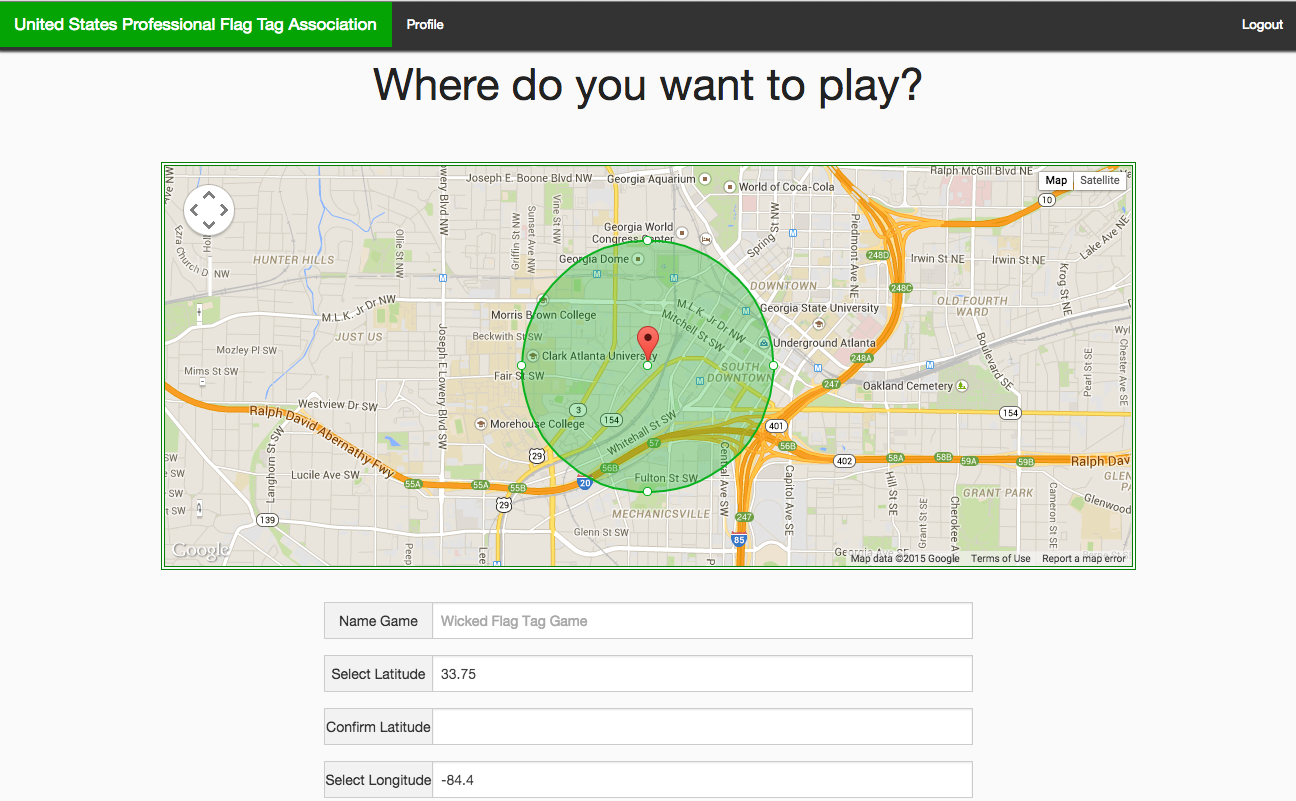 United States Professional Flag Tag Association Profile Logout
Where do you want to play?
Joseph E. Boone Blvd NW
Georgia Aquarium
World of Coca-Cola
Ralph McGill Blvd NE
Map Satellite
10
Ezra Church Dr NW
Holl
HUNTER HILLS
Ollie St NW
Griffin St NW
Sunset Ave NW
Vine St NW
Georgia World
Congress Center
Georgia Dome
Spring St NW
Piedmont Ave NE
248D
Irwin St NE
Irwin St NE
Lake Ave NE
Krog St NE
248C
DOWNTOWN
OLD FOURTH
WARD
M.L.K. Jr Dr NW
JUST US
Morris Brown College
M.L.K. Jr Dr NW
Mitchell St SW
Georgia State University
Beckwith St SW
Underground Atlanta
Mozley Pl SW
Mims St SW
Clark Atlanta University
Fair St SW
SOUTH
DOWNTOWN
248A
247
Oakland Cemetery
Boulevard SE
Pearl St SE
Wyl
Chester Ave SE
Joseph E Lowery Blvd SW
Westview Dr SW
Ralph David Abernathy Fwy
3
154
154
Morehouse College
Whitehall St SW
57
401
56B
29
56B
402
58A
58B
59A
59B
Ralph Dav
Langhorn St SW
Lucile Ave SW
55A
55A
55B
20
Fulton St SW
Central Ave SW
Capitol Ave SE
Hill St SE
Grant St SE
GRANT PARK
Cherokee A
Cameron St SE
Glenwood
29
139
MECHANICSVILLE
247
Glenn St SW
85
Peep
Lee
Georgia Ave SE
Google
Map data ©2015 Google Terms of Use Report a map error
Name Game Wicked Flag Tag Game
Select Latitude 33.75
Confirm Latitude
Select Longitude -84.4